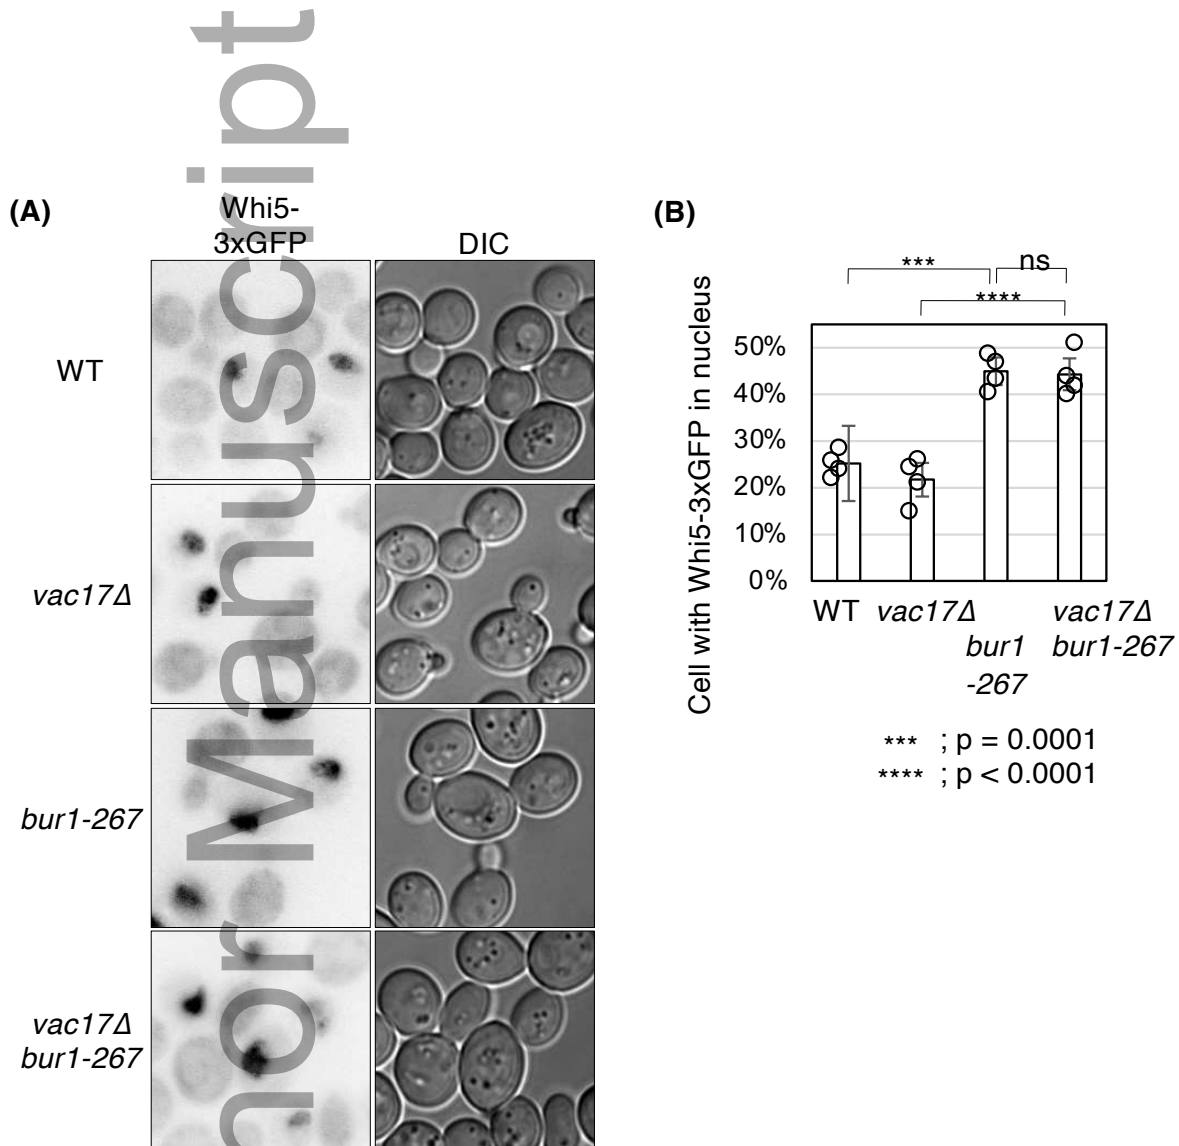 (A)
Whi5-
3xGFP
DIC
WT
vac17Δ
bur1-267
vac17Δ
bur1-267
nor Manuscript
(B)
***
ns
****
Cell with Whi5-3xGFP in nucleus
50%
40%
30%
20%
10%
0%
WT
vac17Δ
bur1
-267
vac17Δ
bur1-267
*** ; p = 0.0001
**** ; p < 0.0001